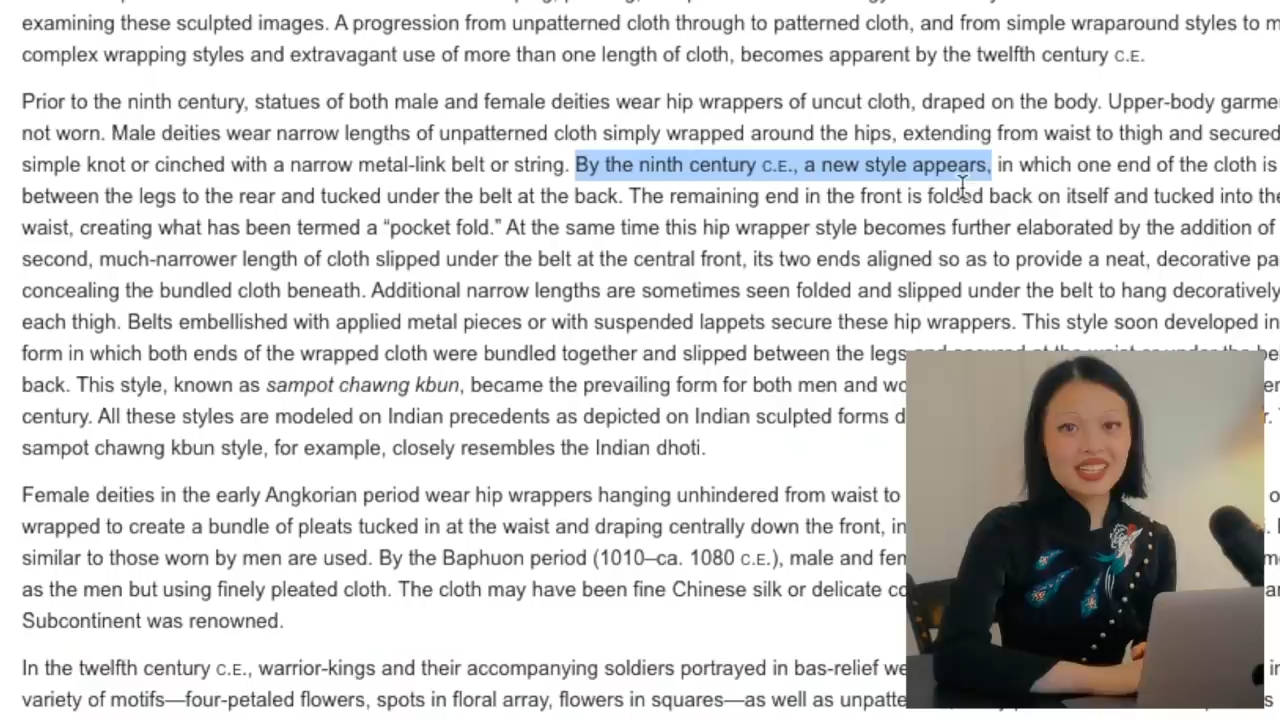 examining these sculpted images. A progression from unpatterned cloth through to patterned cloth, and from simple wraparound styles to
complex wrapping styles and extravagant use of more than one length of cloth, becomes apparent by the twelfth century C.E.
Prior to the ninth century, statues of both male and female deities wear hip wrappers of uncut cloth, draped on the body. Upper-body
not worn. Male deities wear narrow lengths of unpatterned cloth simply wrapped around the hips, extending from waist to thigh and secured
simple knot or cinched with a narrow metal-link belt or string. By the ninth century C.E., a new style appears, in which one end of the cloth is
between the legs to the rear and tucked under the belt at the back. The remaining end in the front is folded back on itself and tucked into
waist, creating what has been termed a “pocket fold.” At the same time this hip wrapper style becomes further elaborated by the addition of
second, much-narrower length of cloth slipped under the belt at the central front, its two ends aligned so as to provide a neat, decorative
concealing the bundled cloth beneath. Additional narrow lengths are sometimes seen folded and slipped under the belt to hang decoratively
each thigh. Belts embellished with applied metal pieces or with suspended lappets secure these hip wrappers. This style soon developed
form in which both ends of the wrapped cloth were bundled together and slipped between the legs
back. This style, known as sampot chawng kbun, became the prevailing form for both men and
century. All these styles are modeled on Indian precedents as depicted on Indian sculpted forms
sampot chawng kbun style, for example, closely resembles the Indian dhoti.
Female deities in the early Angkorian period wear hip wrappers hanging unhindered from waist to
wrapped to create a bundle of pleats tucked in at the waist and draping centrally down the front,
similar to those worn by men are used. By the Baphuon period (1010–ca. 1080 C.E.), male and
as the men but using finely pleated cloth. The cloth may have been fine Chinese silk or delicate
Subcontinent was renowned.
In the twelfth century C.E., warrior-kings and their accompanying soldiers portrayed in bas-relief
variety of motifs—four-petaled flowers, spots in floral array, flowers in squares—as well as